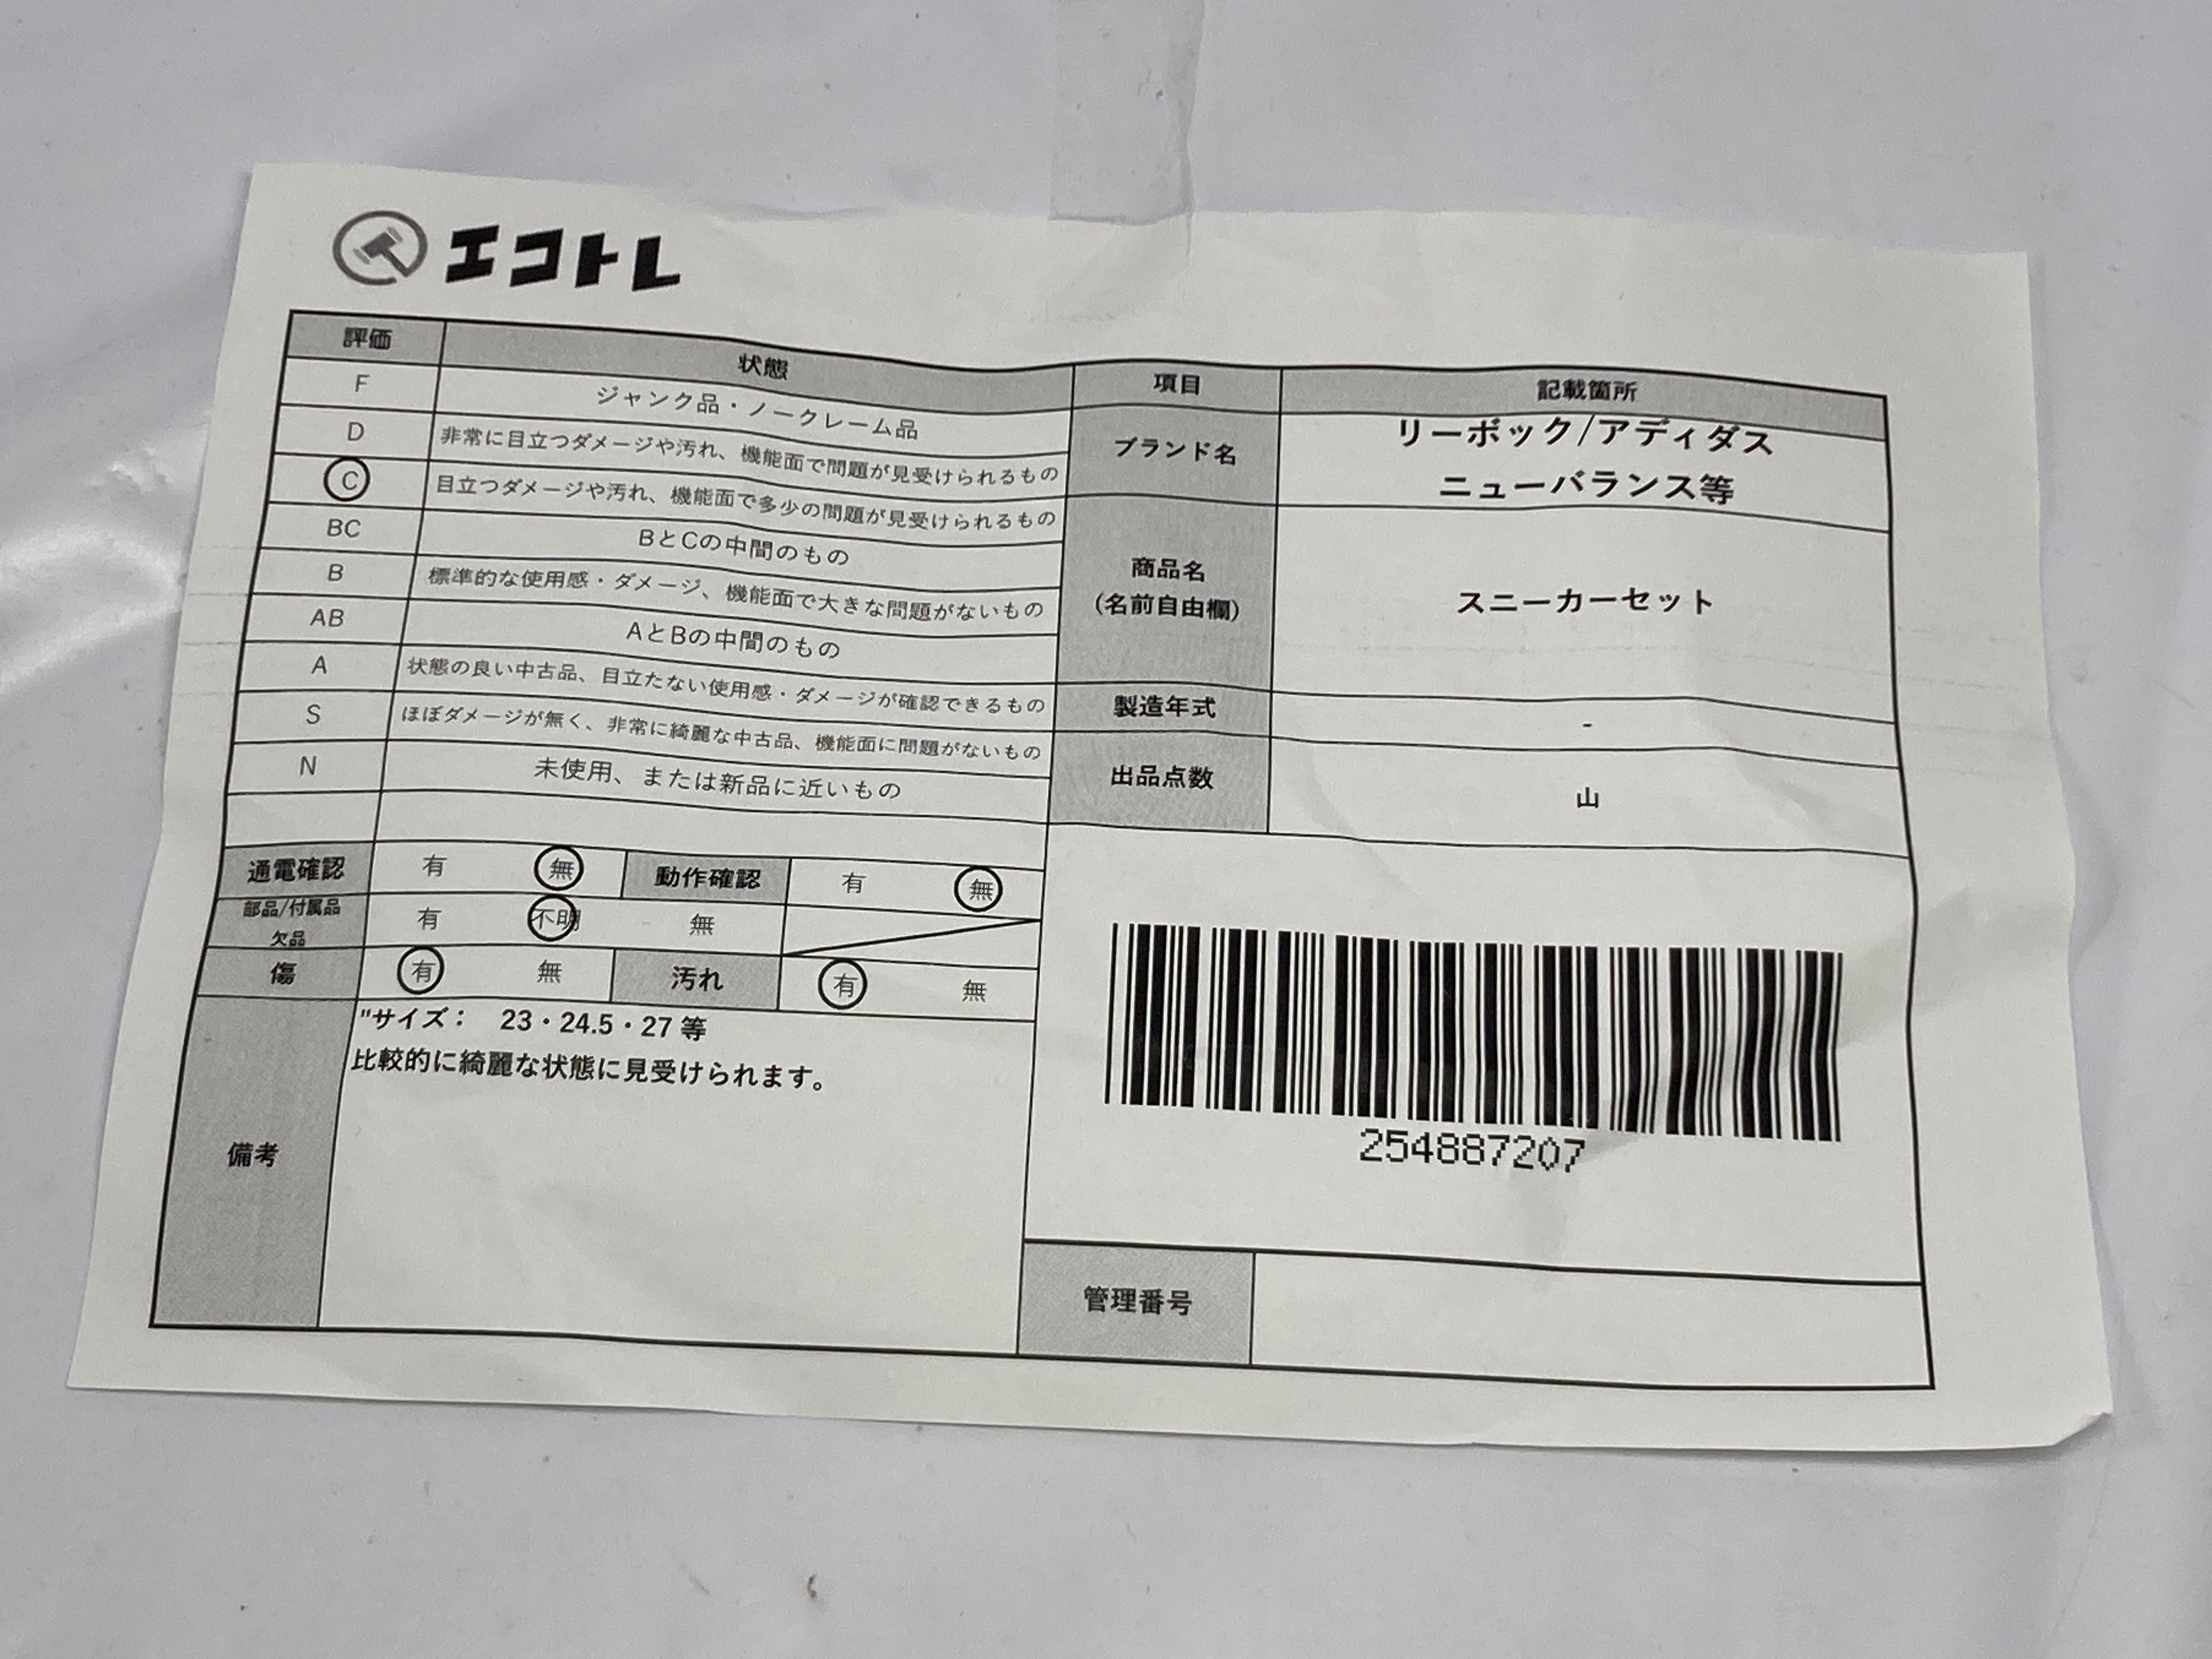 エコトレ
評価 状態
F ジャンク品・ノークレーム品
D 非常に目立つダメージや汚れ、機能面で問題が見受けられるもの
C 目立つダメージや汚れ、機能面で多少の問題が見受けられるもの
BC BとCの中間のもの
B 標準的な使用感・ダメージ、機能面で大きな問題がないもの
AB AとBの中間のもの
A 状態の良い中古品、目立たない使用感・ダメージが確認できるもの
S ほぼダメージが無く、非常に綺麗な中古品、機能面に問題がないもの
N 未使用、または新品に近いもの
通電確認 有 無 動作確認 有 無
部品/付属品
欠品
有 不明 無
傷 有 無 汚れ 有 無
備考
"サイズ： 23・24.5・27 等
比較的に綺麗な状態に見受けられます。
項目 記載箇所
ブランド名
リーボック/アディダス
ニューバランス等
商品名
(名前自由欄)
スニーカーセット
製造年式 -
出品点数 山
254887207
管理番号